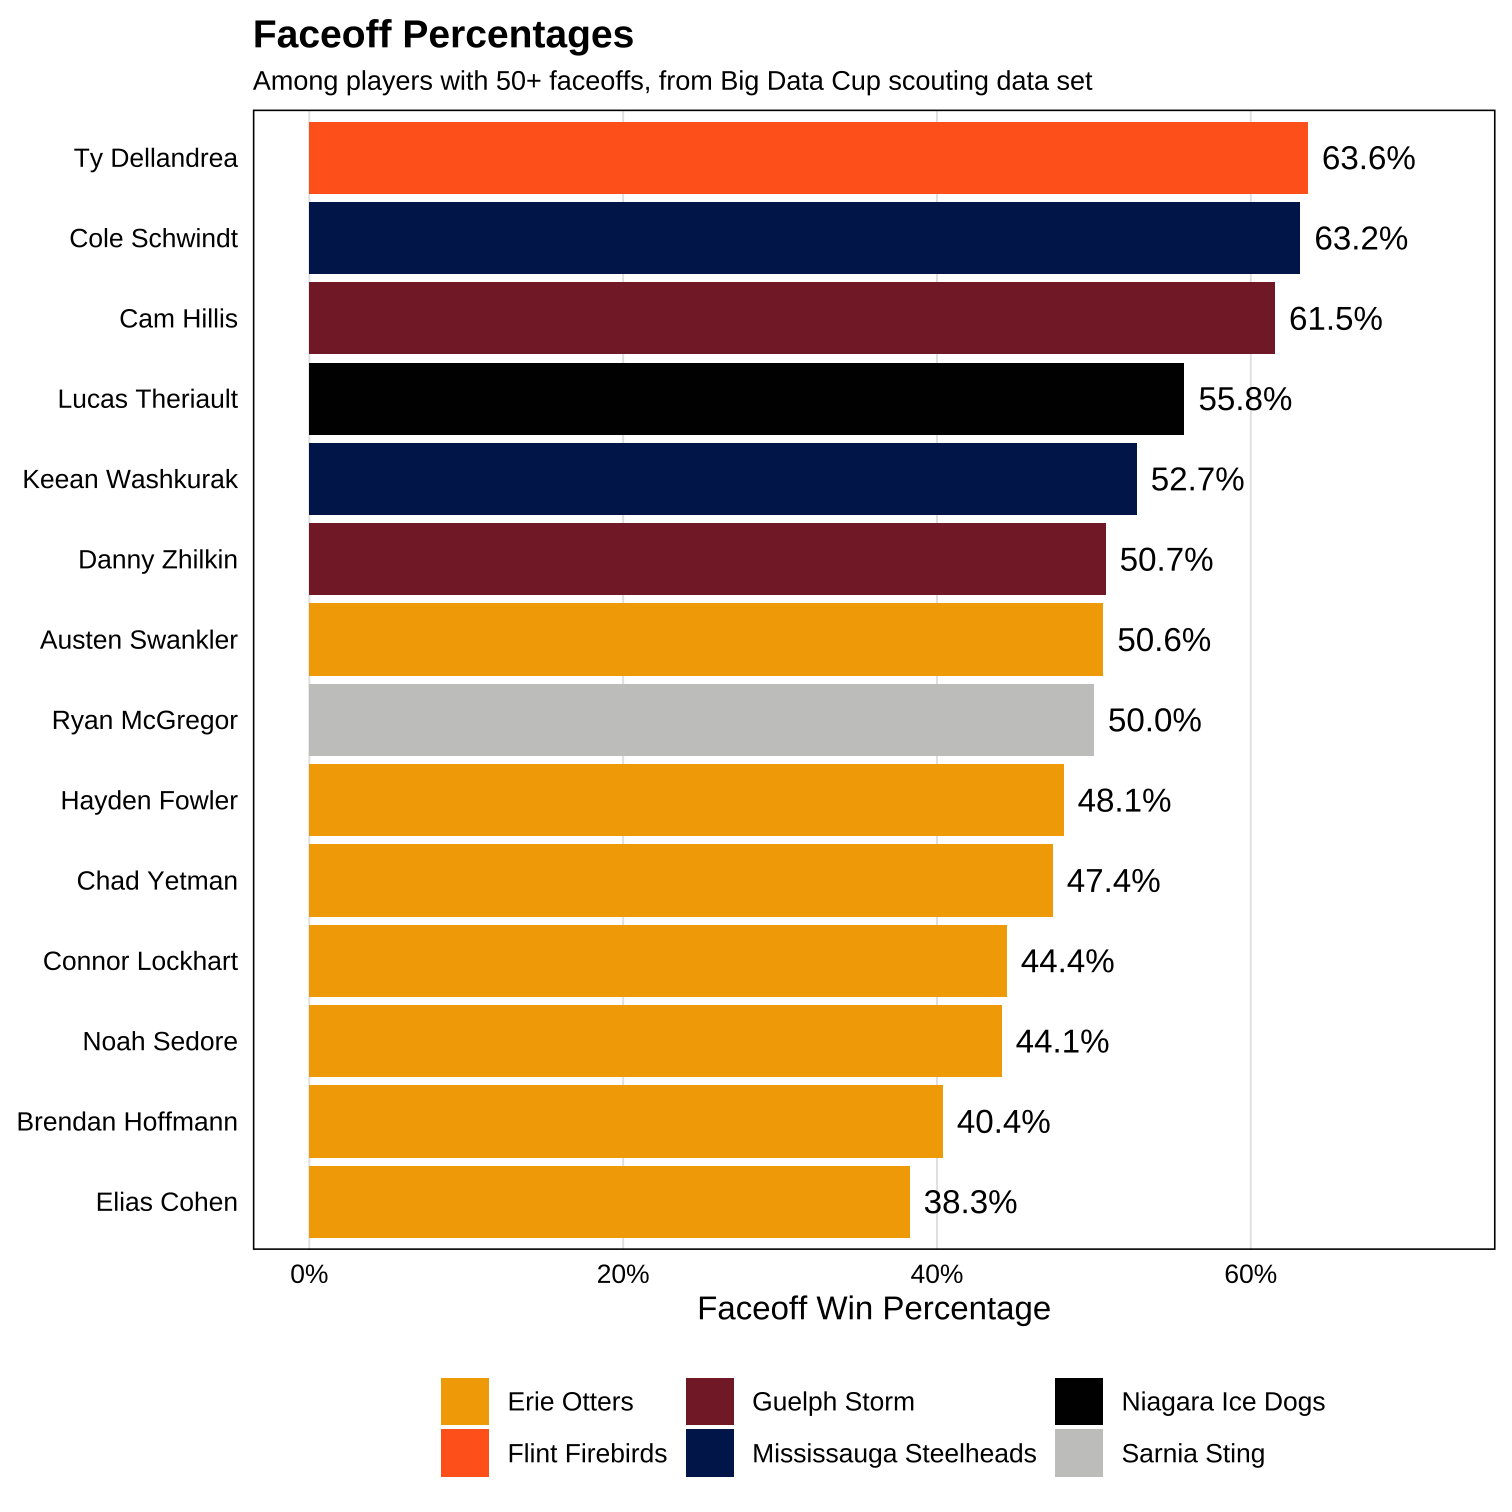 Faceoff Percentages
Among players with 50+ faceoffs, from Big Data Cup scouting data set
Ty Dellandrea 63.6%
Cole Schwindt 63.2%
Cam Hillis 61.5%
Lucas Theriault 55.8%
Keean Washkurak 52.7%
Danny Zhilkin 50.7%
Austen Swankler 50.6%
Ryan McGregor 50.0%
Hayden Fowler 48.1%
Chad Yetman 47.4%
Connor Lockhart 44.4%
Noah Sedore 44.1%
Brendan Hoffmann 40.4%
Elias Cohen 38.3%
0% 20% 40% 60%
Faceoff Win Percentage
Erie Otters Guelph Storm Niagara Ice Dogs
Flint Firebirds Mississauga Steelheads Sarnia Sting